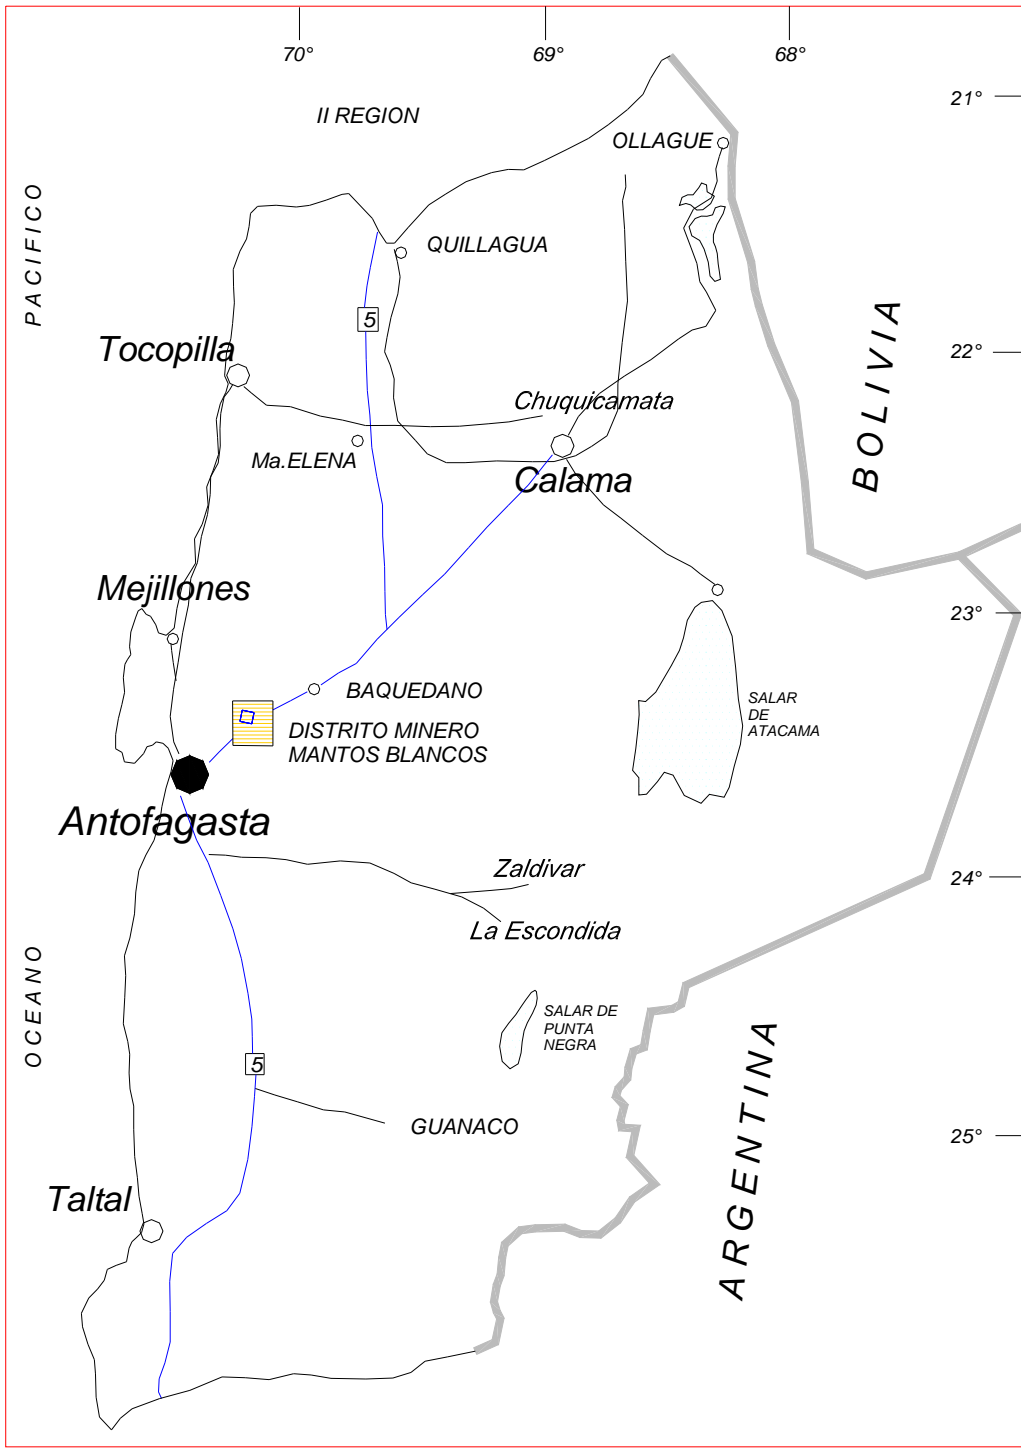 70°
69°
68°
21°
II REGION
OLLAGUE
PACIFICO
QUILLAGUA
5
Tocopilla
22°
BOLIVIA
Chuquicamata
Ma.ELENA
Calama
Mejillones
23°
BAQUEDANO
SALAR
DE
ATACAMA
DISTRITO MINERO
MANTOS BLANCOS
Antofagasta
Zaldivar
24°
La Escondida
OCEANO
SALAR DE
PUNTA
NEGRA
5
ARGENTINA
GUANACO
25°
Taltal